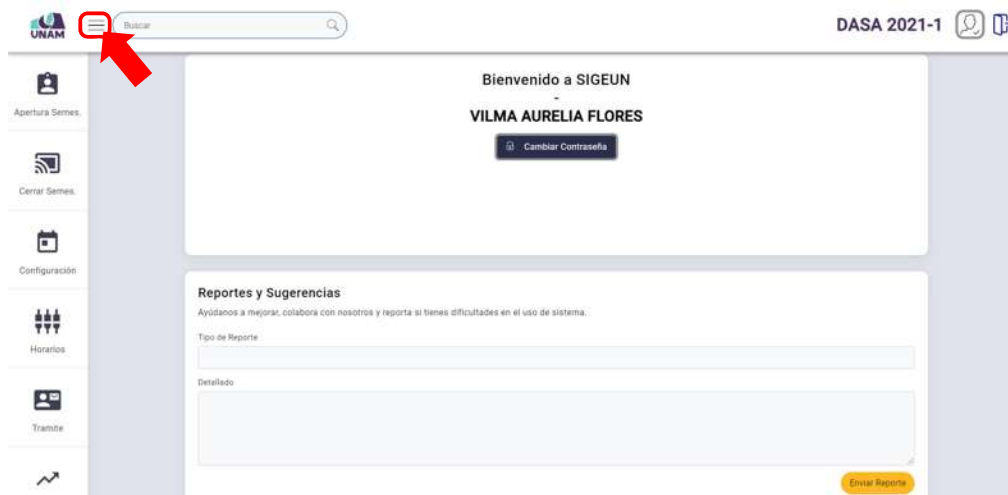 UNAM
Buscar
DASA 2021-1
Apertura Semes.
Cerrar Semes.
Configuración
Horarios
Tramite
Bienvenido a SIGEUN
-
VILMA AURELIA FLORES
Cambiar Contraseña
Reportes y Sugerencias
Ayúdanos a mejorar, colabora con nosotros y reporta si tienes dificultades en el uso de sistema.
Tipo de Reporte
Detallado
Enviar Reporte